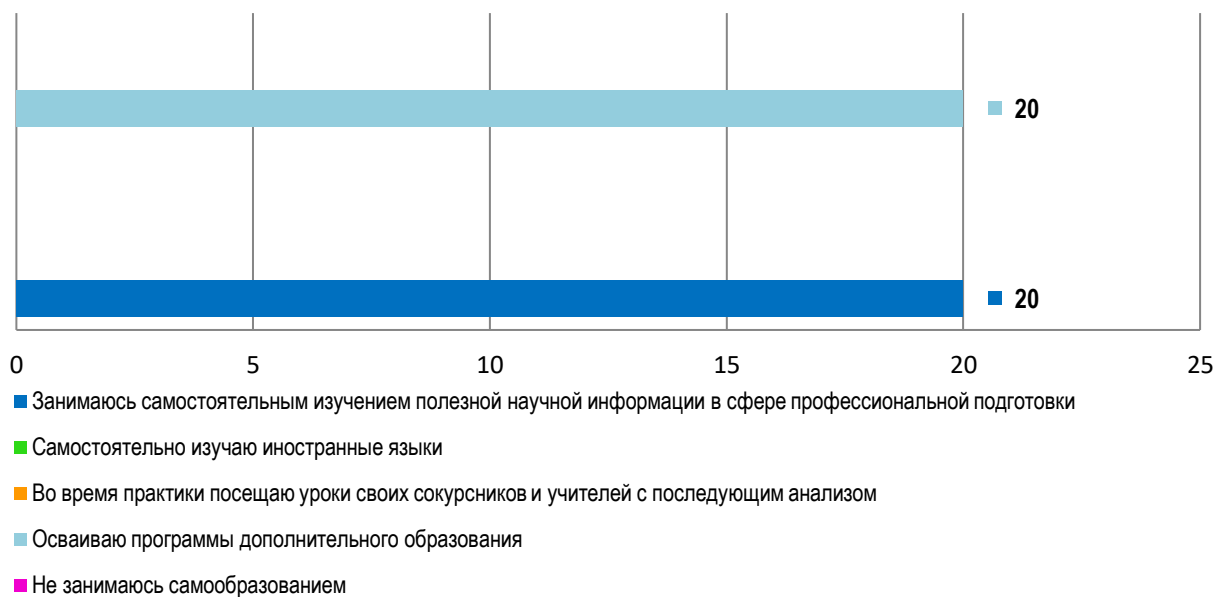 20
20
0 5 10 15 20 25
Занимаюсь самостоятельным изучением полезной научной информации в сфере профессиональной подготовки
Самостоятельно изучаю иностранные языки
Во время практики посещаю уроки своих сокурсников и учителей с последующим анализом
Осваиваю программы дополнительного образования
Не занимаюсь самообразованием